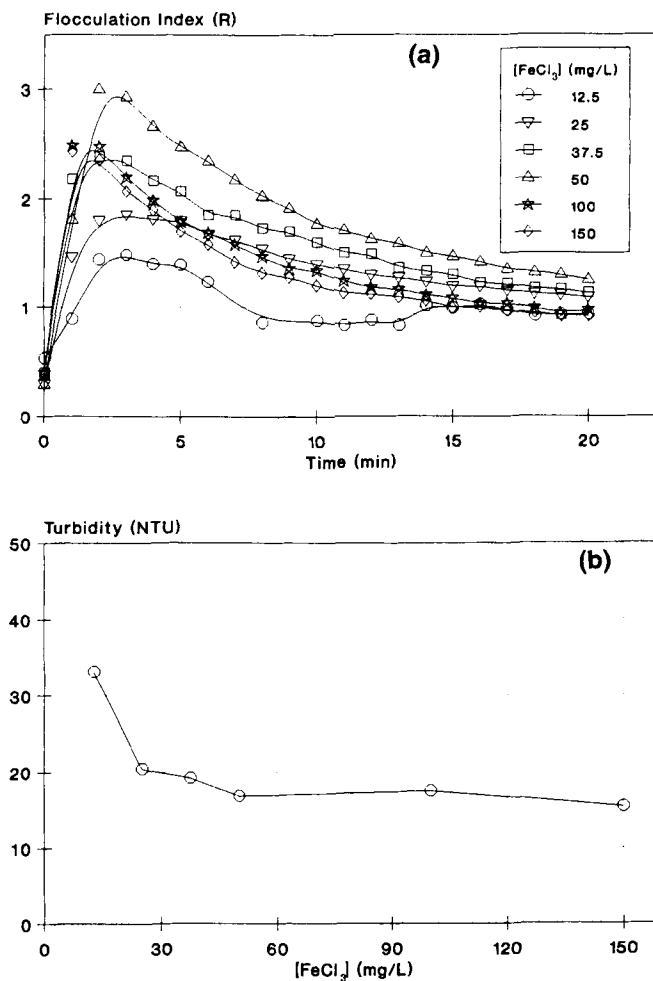 Flocculation Index (R)
(a)
[FeCl₃] (mg/L)
12.5
25
37.5
50
100
150
3
2
1
0
0 5 10 15 20
Time (min)
Turbidity (NTU)
(b)
50
40
30
20
10
0
0 30 60 90 120 150
[FeCl₃] (mg/L)